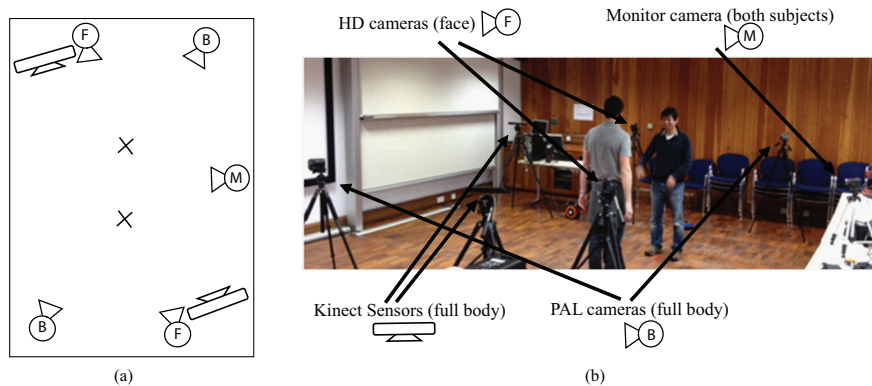 F
B
M
B
F
(a)
HD cameras (face) F
Monitor camera (both subjects)
M
Kinect Sensors (full body)
PAL cameras (full body)
B
(b)